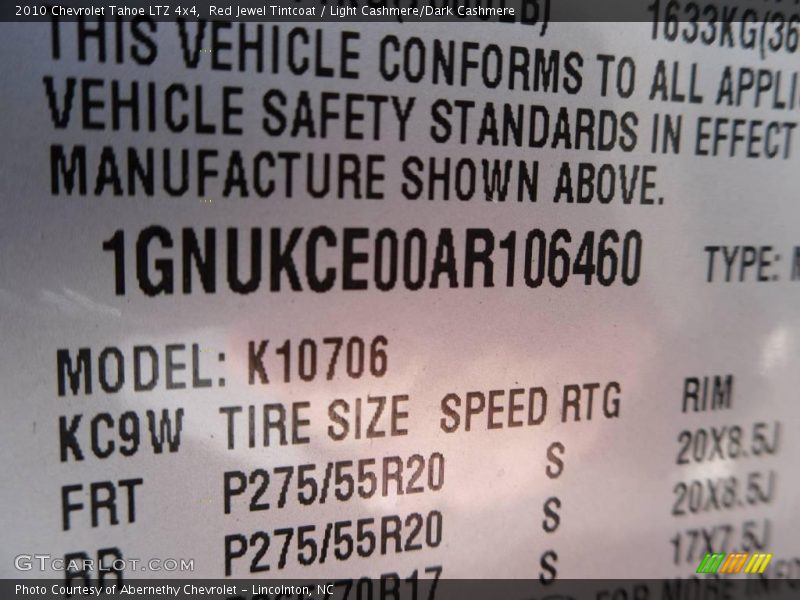 2010 Chevrolet Tahoe LTZ 4x4, Red Jewel Tintcoat / Light Cashmere/Dark Cashmere
1633KG(36
THIS VEHICLE CONFORMS TO ALL APPLI
VEHICLE SAFETY STANDARDS IN EFFECT
MANUFACTURE SHOWN ABOVE.
1GNUKCE00AR106460 TYPE:
MODEL: K10706
KC9W TIRE SIZE SPEED RTG RIM
FRT P275/55R20 S 20X8.5J
RR P275/55R20 S 20X8.5J
S 17X7.5J
FOR MORE
GTCarLot.com
Photo Courtesy of Abernethy Chevrolet - Lincolnton, NC